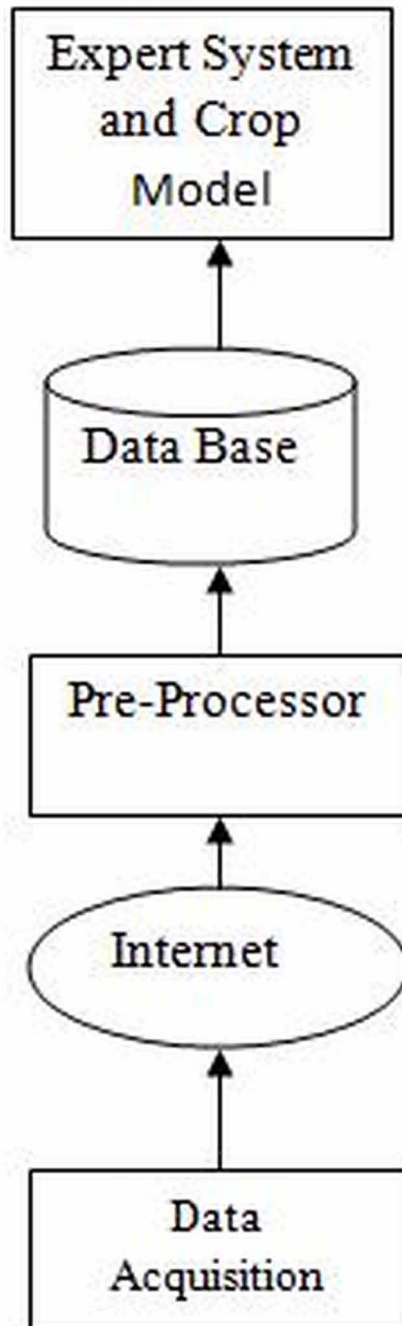 Expert System
and Crop
Model
Data Base
Pre-Processor
Internet
Data
Acquisition